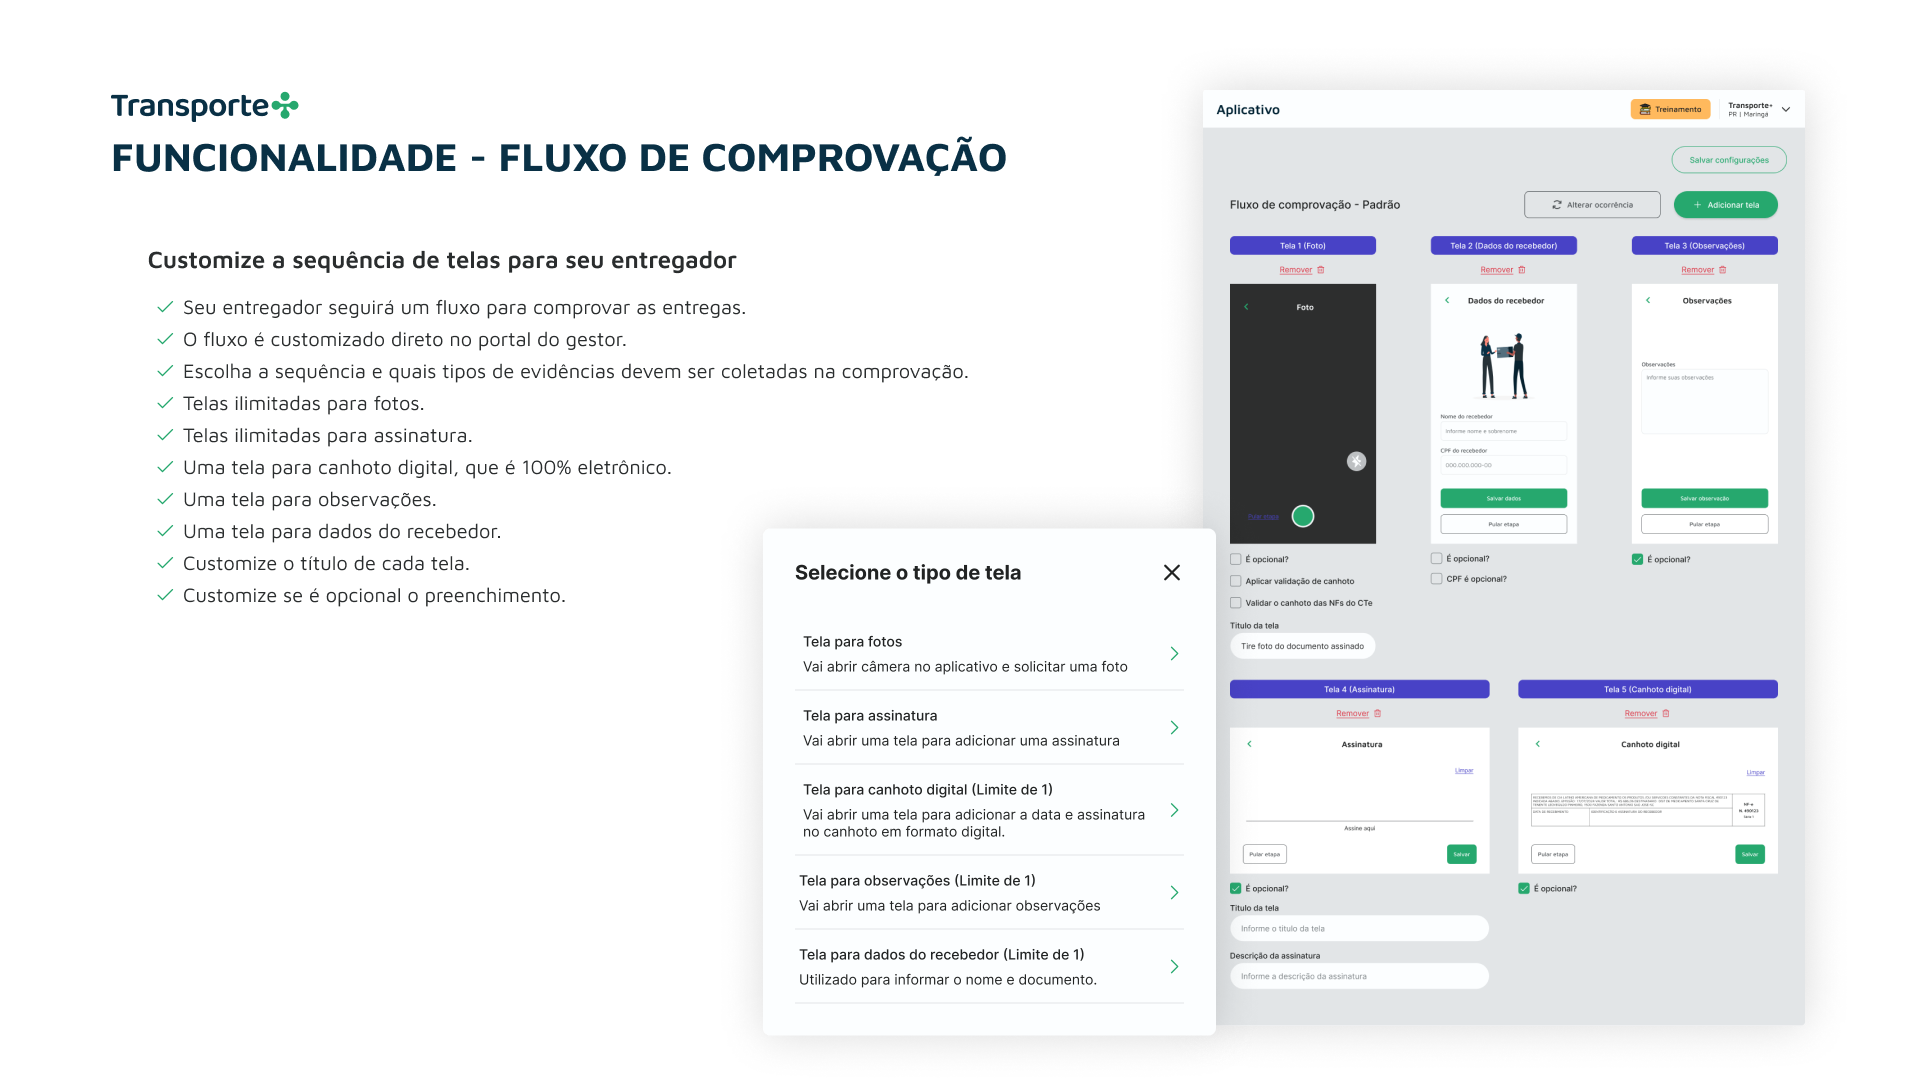 Transporte
FUNCIONALIDADE - FLUXO DE COMPROVAÇÃO
Customize a sequência de telas para seu entregador
Seu entregador seguirá um fluxo para comprovar as entregas.
O fluxo é customizado direto no portal do gestor.
Escolha a sequência e quais tipos de evidências devem ser coletadas na comprovação.
Telas ilimitadas para fotos.
Telas ilimitadas para assinatura.
Uma tela para canhoto digital, que é 100% eletrônico.
Uma tela para observações.
Uma tela para dados do recebedor.
Customize o título de cada tela.
Customize se é opcional o preenchimento.
Selecione o tipo de tela
Tela para fotos
Vai abrir câmera no aplicativo e solicitar uma foto
Tela para assinatura
Vai abrir uma tela para adicionar uma assinatura
Tela para canhoto digital (Limite de 1)
Vai abrir uma tela para adicionar a data e assinatura
no canhoto em formato digital.
Tela para observações (Limite de 1)
Vai abrir uma tela para adicionar observações
Tela para dados do recebedor (Limite de 1)
Utilizado para informar o nome e documento.
Aplicativo
Treinamento
Transporte+
PR | Maringá
Salvar configurações
Fluxo de comprovação - Padrão
Alterar ocorrência
+ Adicionar tela
Tela 1 (Foto)
Remover
Foto
Pular etapa
É opcional?
Aplicar validação de canhoto
Validar o canhoto das NFs do CTe
Título da tela
Tire foto do documento assinado
Tela 2 (Dados do recebedor)
Remover
Dados do recebedor
Nome do recebedor
Informe nome e sobrenome
CPF do recebedor
000.000.000-00
Salvar dados
Pular etapa
É opcional?
CPF é opcional?
Tela 3 (Observações)
Remover
Observações
Observações
Informe suas observações
Salvar observação
Pular etapa
É opcional?
Tela 4 (Assinatura)
Remover
Assinatura
Limpar
Assine aqui
Pular etapa
Salvar
É opcional?
Título da tela
Informe o título da tela
Descrição da assinatura
Informe a descrição da assinatura
Tela 5 (Canhoto digital)
Remover
Canhoto digital
Limpar
NF-e
Pular etapa
Salvar
É opcional?